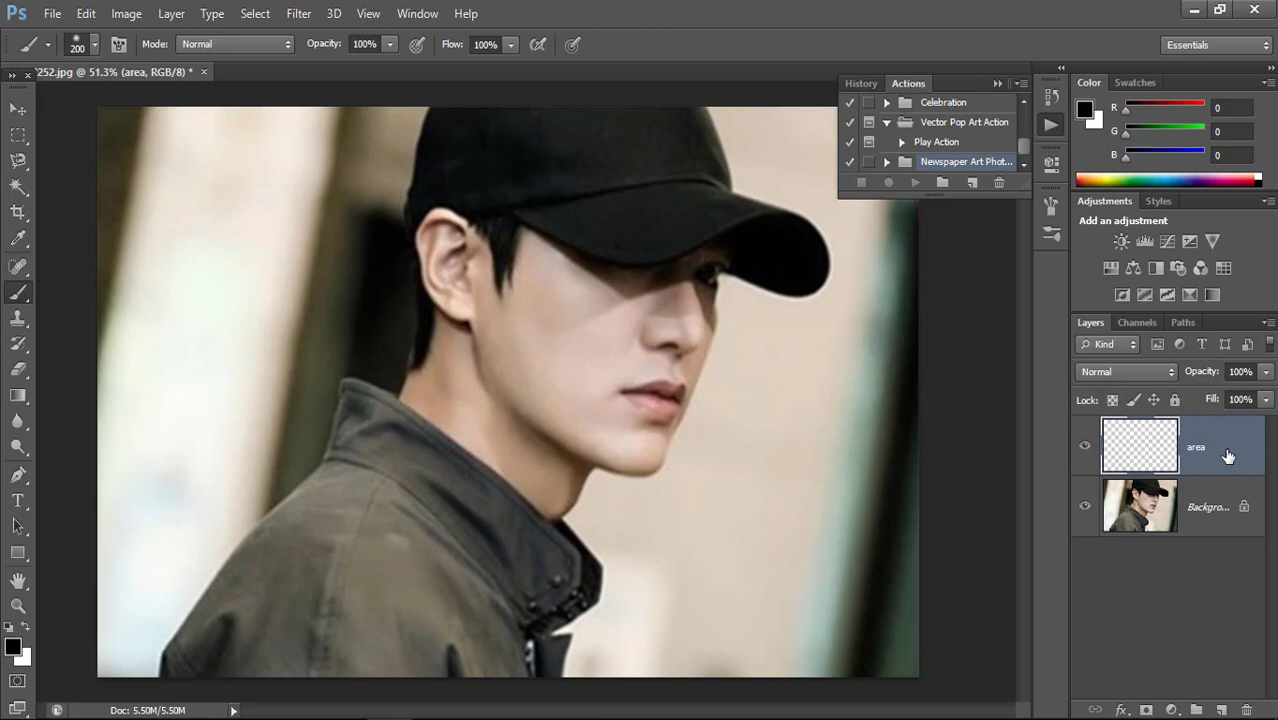 Ps File Edit Image Layer Type Select Filter 3D View Window Help
200 Mode: Normal Opacity: 100% Flow: 100% Essentials
252.jpg @ 51.3% (area, RGB/8) * ×
History Actions
Celebration
Vector Pop Art Action
Play Action
Newspaper Art Phot...
Color Swatches
R 0
G 0
B 0
Adjustments Styles
Add an adjustment
Layers Channels Paths
Kind
Normal Opacity: 100%
Lock: Fill: 100%
area
Backgro...
Doc: 5.50M/5.50M